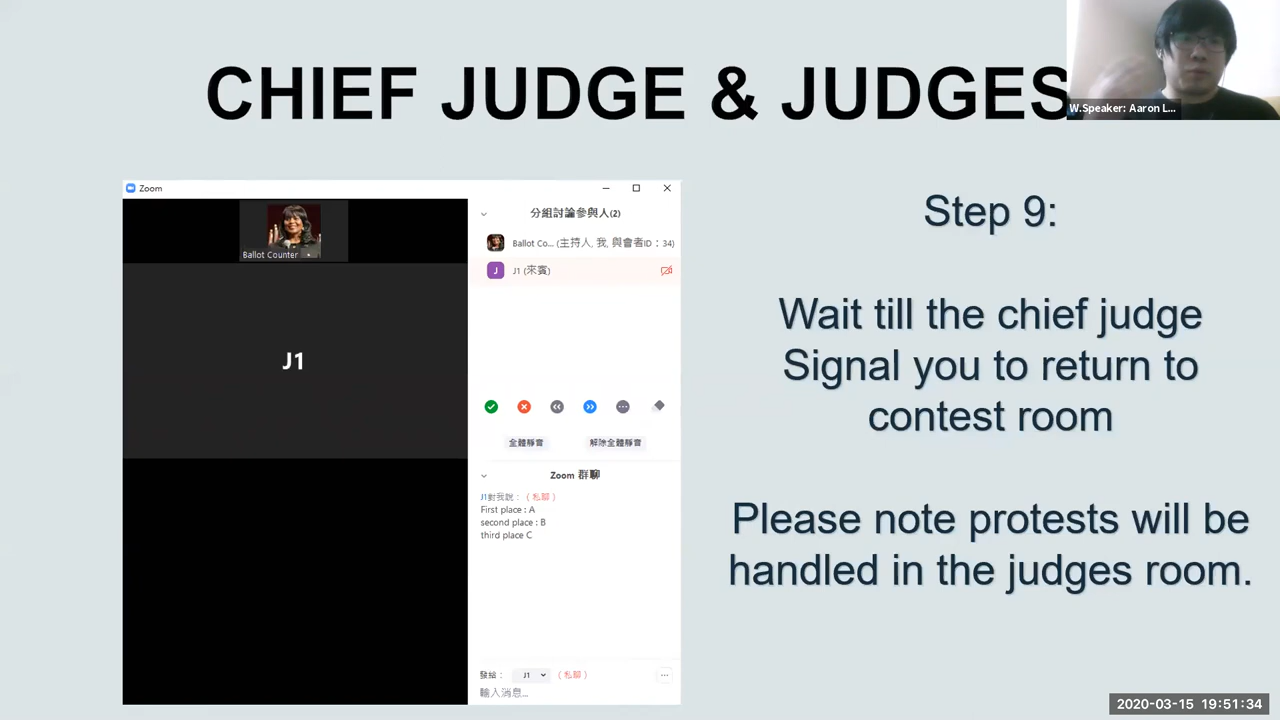 CHIEF JUDGE & JUDGES
W.Speaker: Aaron L...
Zoom
Ballot Counter
J1
分組討論參與人(2)
Ballot Co... (主持人, 我, 與會者ID：34)
J
J1 (來賓)
全體靜音
解除全體靜音
Zoom 群聊
J1對我說：（私聊）
First place : A
second place : B
third place C
發給：
J1
（私聊）
輸入消息...
Step 9:
Wait till the chief judge
Signal you to return to
contest room
Please note protests will be
handled in the judges room.
2020-03-15 19:51:34